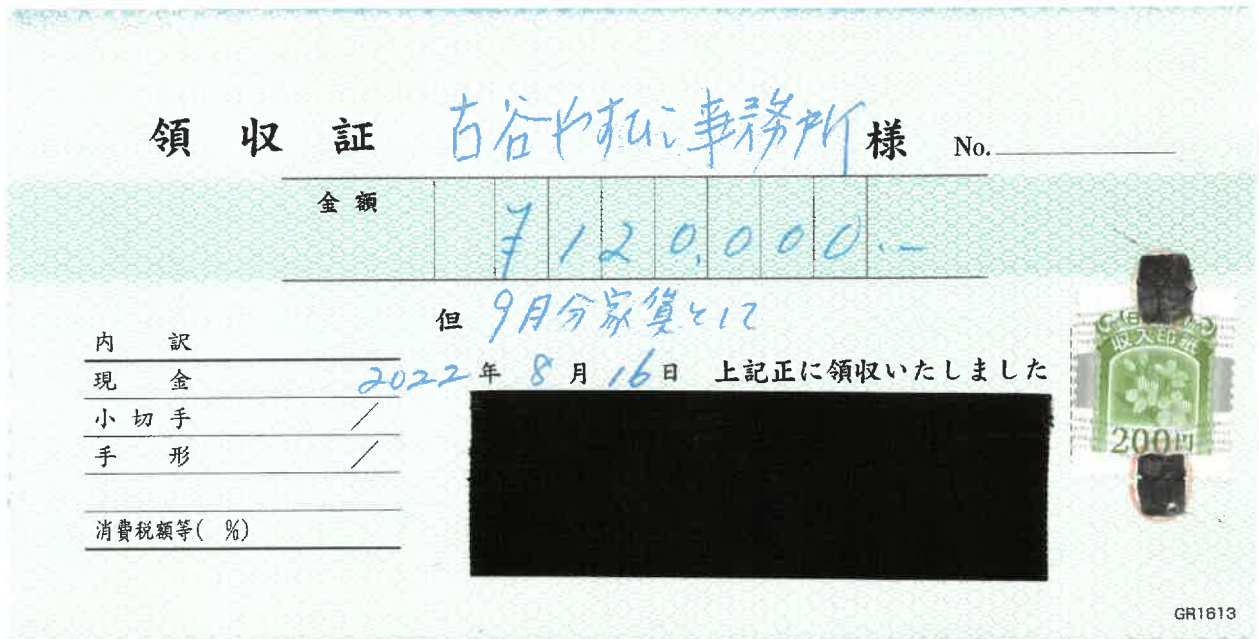 領収証 古谷やすひこ事務所 様 No.
金額 ¥120,000.-
但 9月分家賃として
2022年8月16日 上記正に領収いたしました
内訳
現金
小切手 /
手形 /
消費税額等( %)
収入印紙
200円
GR1613